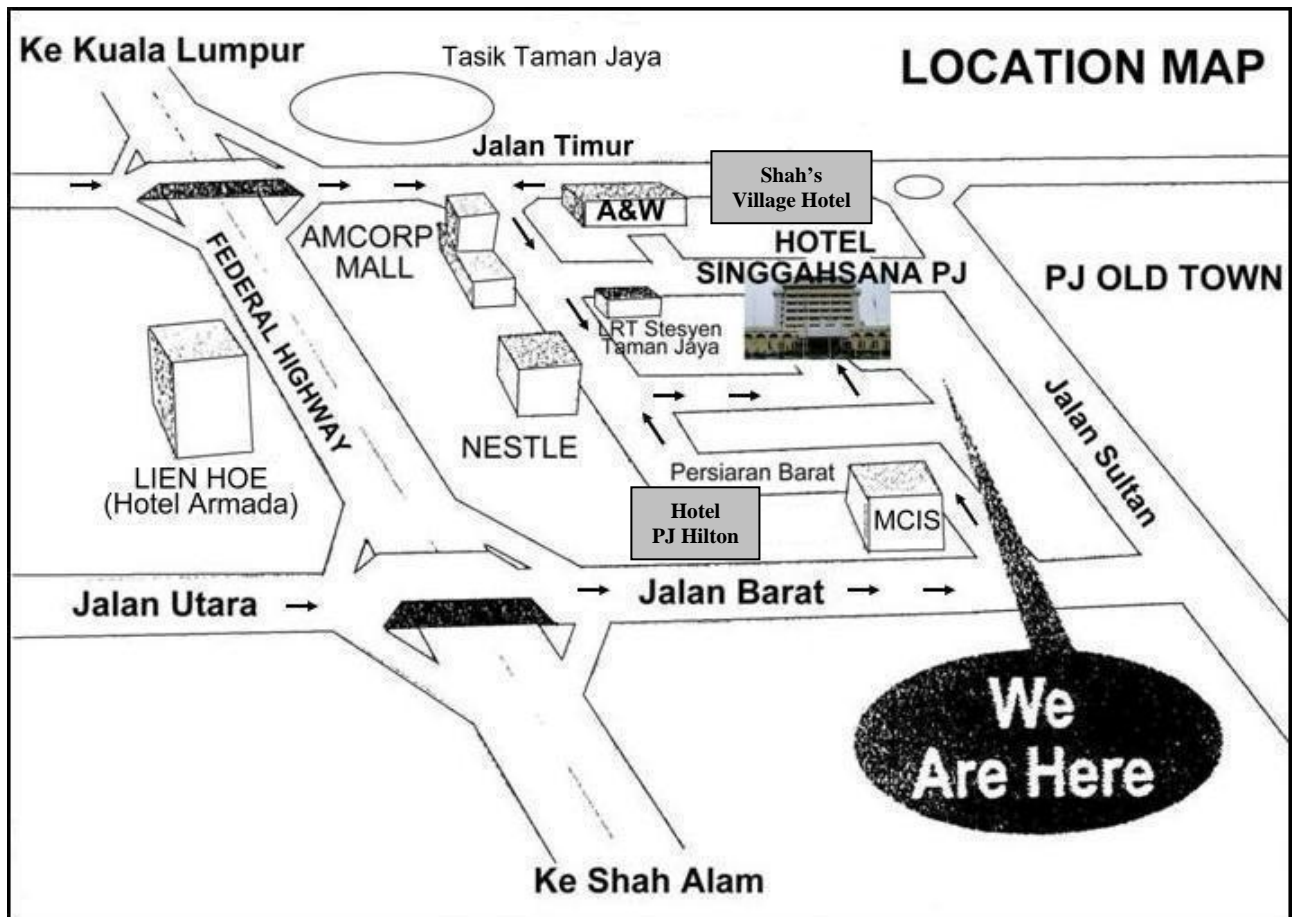 Ke Kuala Lumpur
Tasik Taman Jaya
LOCATION MAP
Jalan Timur
Shah's
Village Hotel
A&W
AMCORP
MALL
HOTEL
SINGGAHSANA PJ
PJ OLD TOWN
FEDERAL HIGHWAY
LRT Stesyen
Taman Jaya
NESTLE
Jalan Sultan
LIEN HOE
(Hotel Armada)
Persiaran Barat
Hotel
PJ Hilton
MCIS
Jalan Utara
Jalan Barat
We
Are Here
Ke Shah Alam